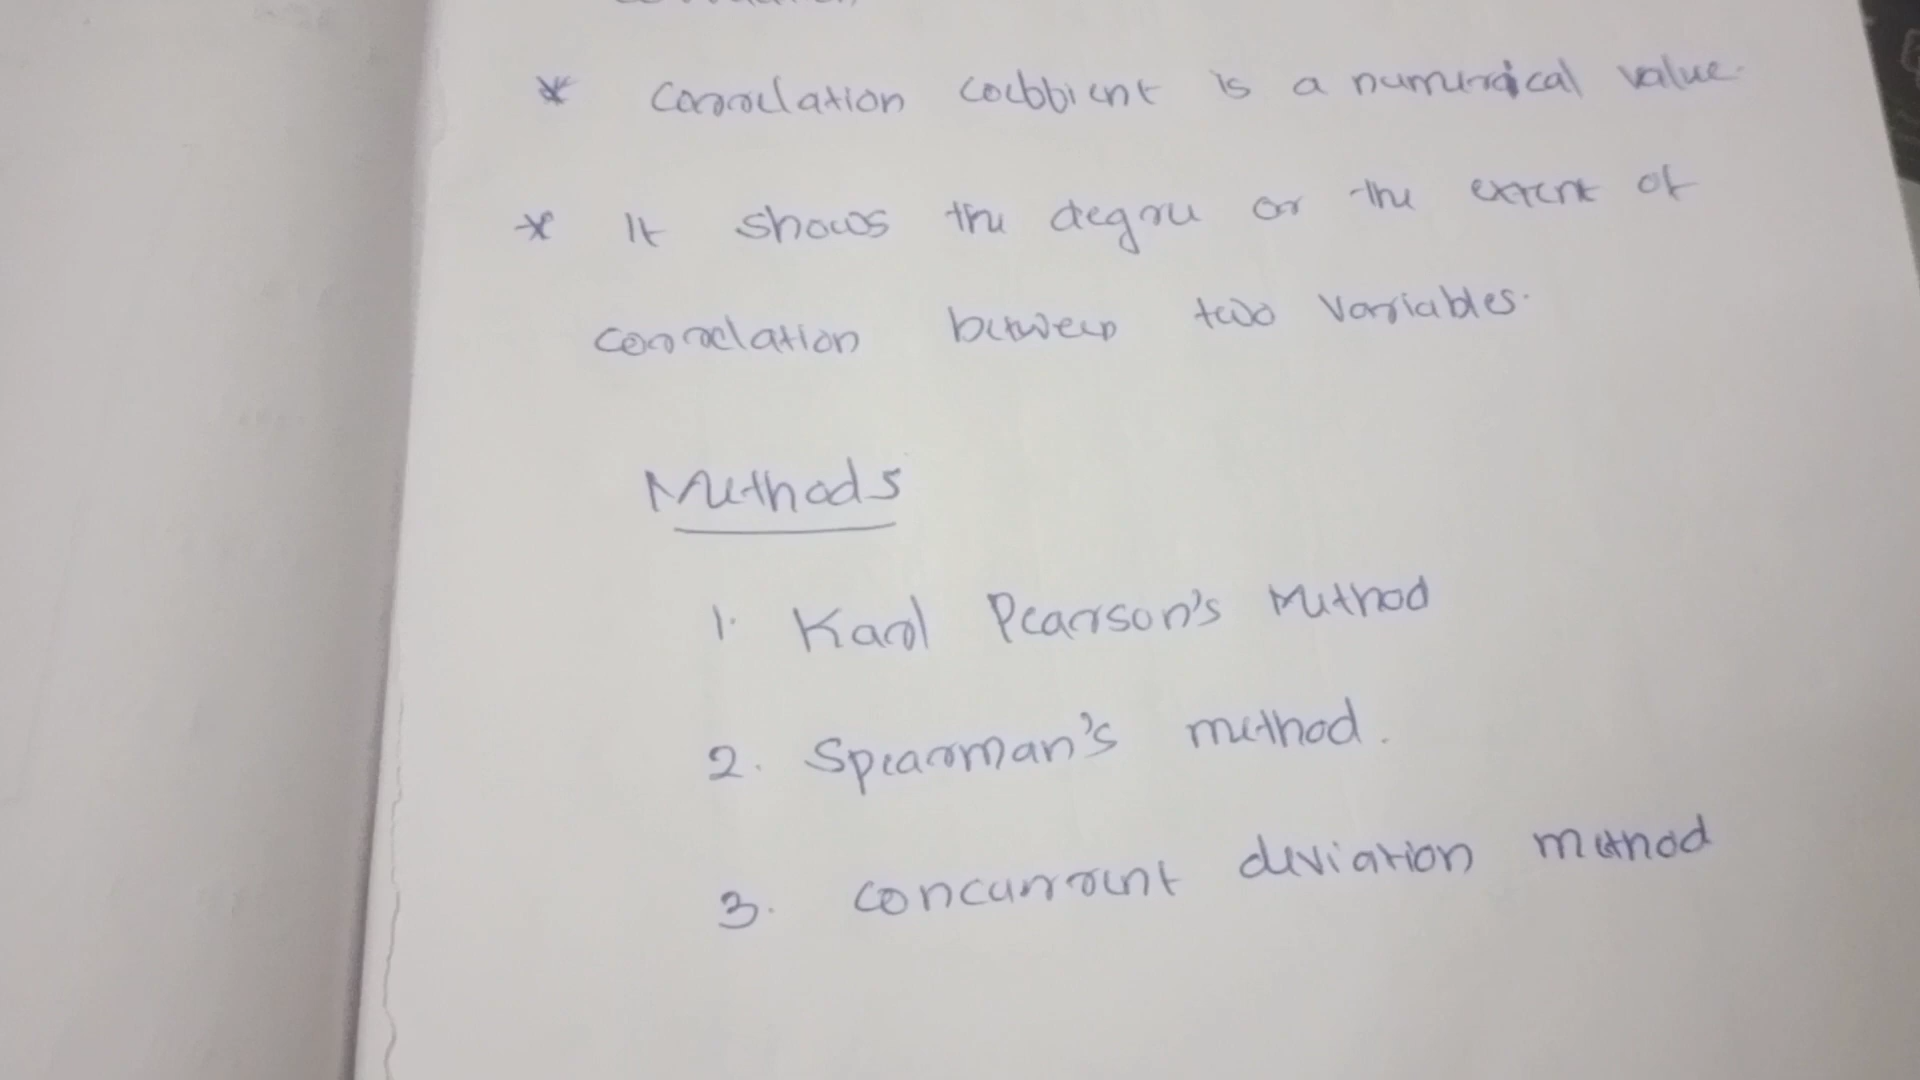 * Correlation coefficient is a numerical value.
* It shows the degree or the extent of
correlation between two variables.
Methods
1. Karl Pearson's Method
2. Spearman's method.
3. concurrent deviation method